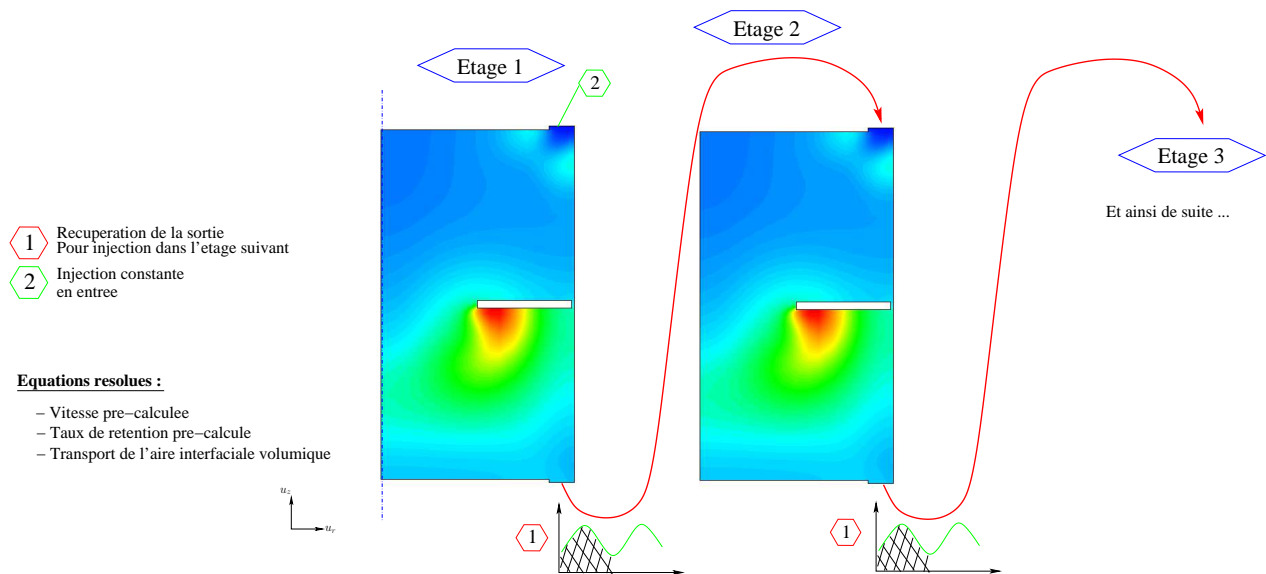 Etage 1
2
Etage 2
Etage 3
Et ainsi de suite ...
1
Recuperation de la sortie
Pour injection dans l'etage suivant
2
Injection constante
en entree
Equations resolues :
– Vitesse pre−calculee
– Taux de retention pre−calcule
– Transport de l'aire interfaciale volumique
u_z
u_r
1
1